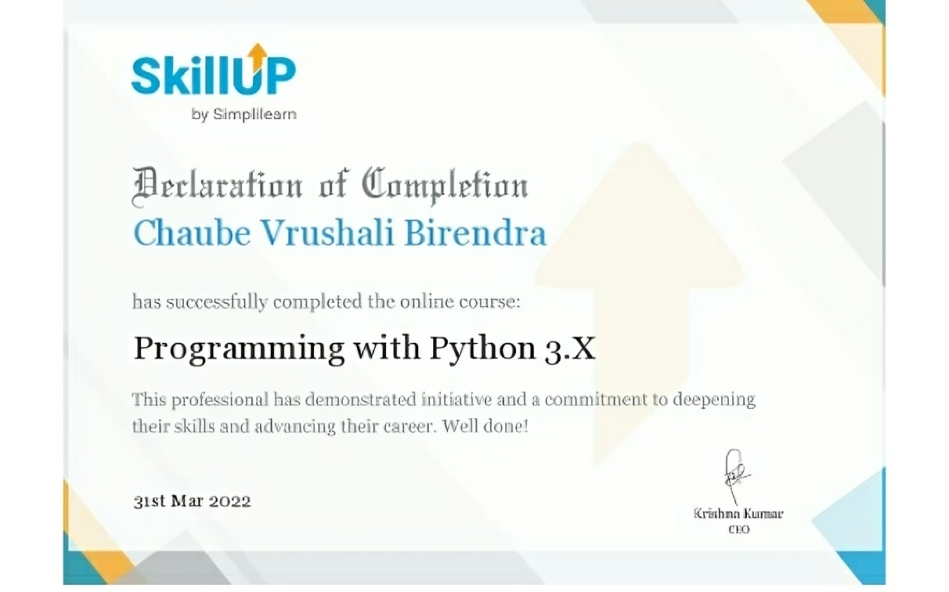 SkillUP
by Simplilearn
Declaration of Completion
Chaube Vrushali Birendra
has successfully completed the online course:
Programming with Python 3.X
This professional has demonstrated initiative and a commitment to deepening
their skills and advancing their career. Well done!
31st Mar 2022
Krishna Kumar
CEO